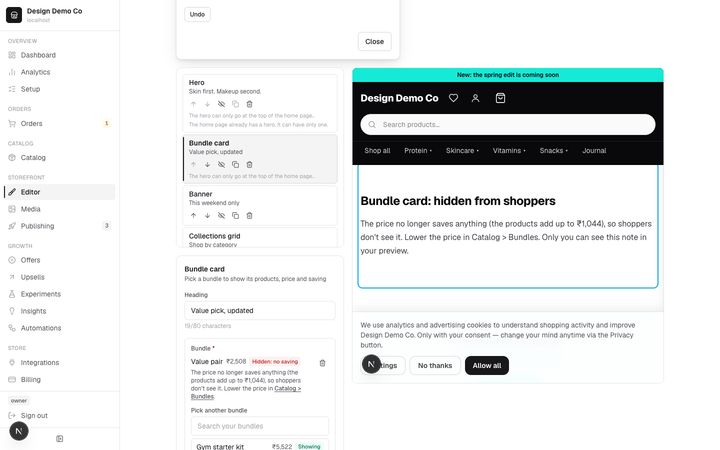 Design Demo Co
localhost
OVERVIEW
Dashboard
Analytics
Setup
ORDERS
Orders 1
CATALOG
Catalog
STOREFRONT
Editor
Media
Publishing 3
GROWTH
Offers
Upsells
Experiments
Insights
Automations
STORE
Integrations
Billing
owner
Sign out
N
Undo
Close
Hero
Skin first. Makeup second.
The hero can only go at the top of the home page.
The home page already has a hero. It can have only one.
Bundle card
Value pick, updated
The hero can only go at the top of the home page.
Banner
This weekend only
Collections grid
Shop by category
Bundle card
Pick a bundle to show its products, price and saving
Heading
Value pick, updated
19/80 characters
Bundle *
Value pair ₹2,508 Hidden: no saving
The price no longer saves anything (the
products add up to ₹1,044), so shoppers
don't see it. Lower the price in Catalog >
Bundles.
Pick another bundle
Search your bundles
Gym starter kit ₹5,522 Showing
New: the spring edit is coming soon
Design Demo Co
Search products...
Shop all Protein Skincare Vitamins Snacks Journal
Bundle card: hidden from shoppers
The price no longer saves anything (the products add up to ₹1,044), so shoppers
don't see it. Lower the price in Catalog > Bundles. Only you can see this note in
your preview.
We use analytics and advertising cookies to understand shopping activity and improve
Design Demo Co. Only with your consent — change your mind anytime via the Privacy
button.
N
No thanks
Allow all